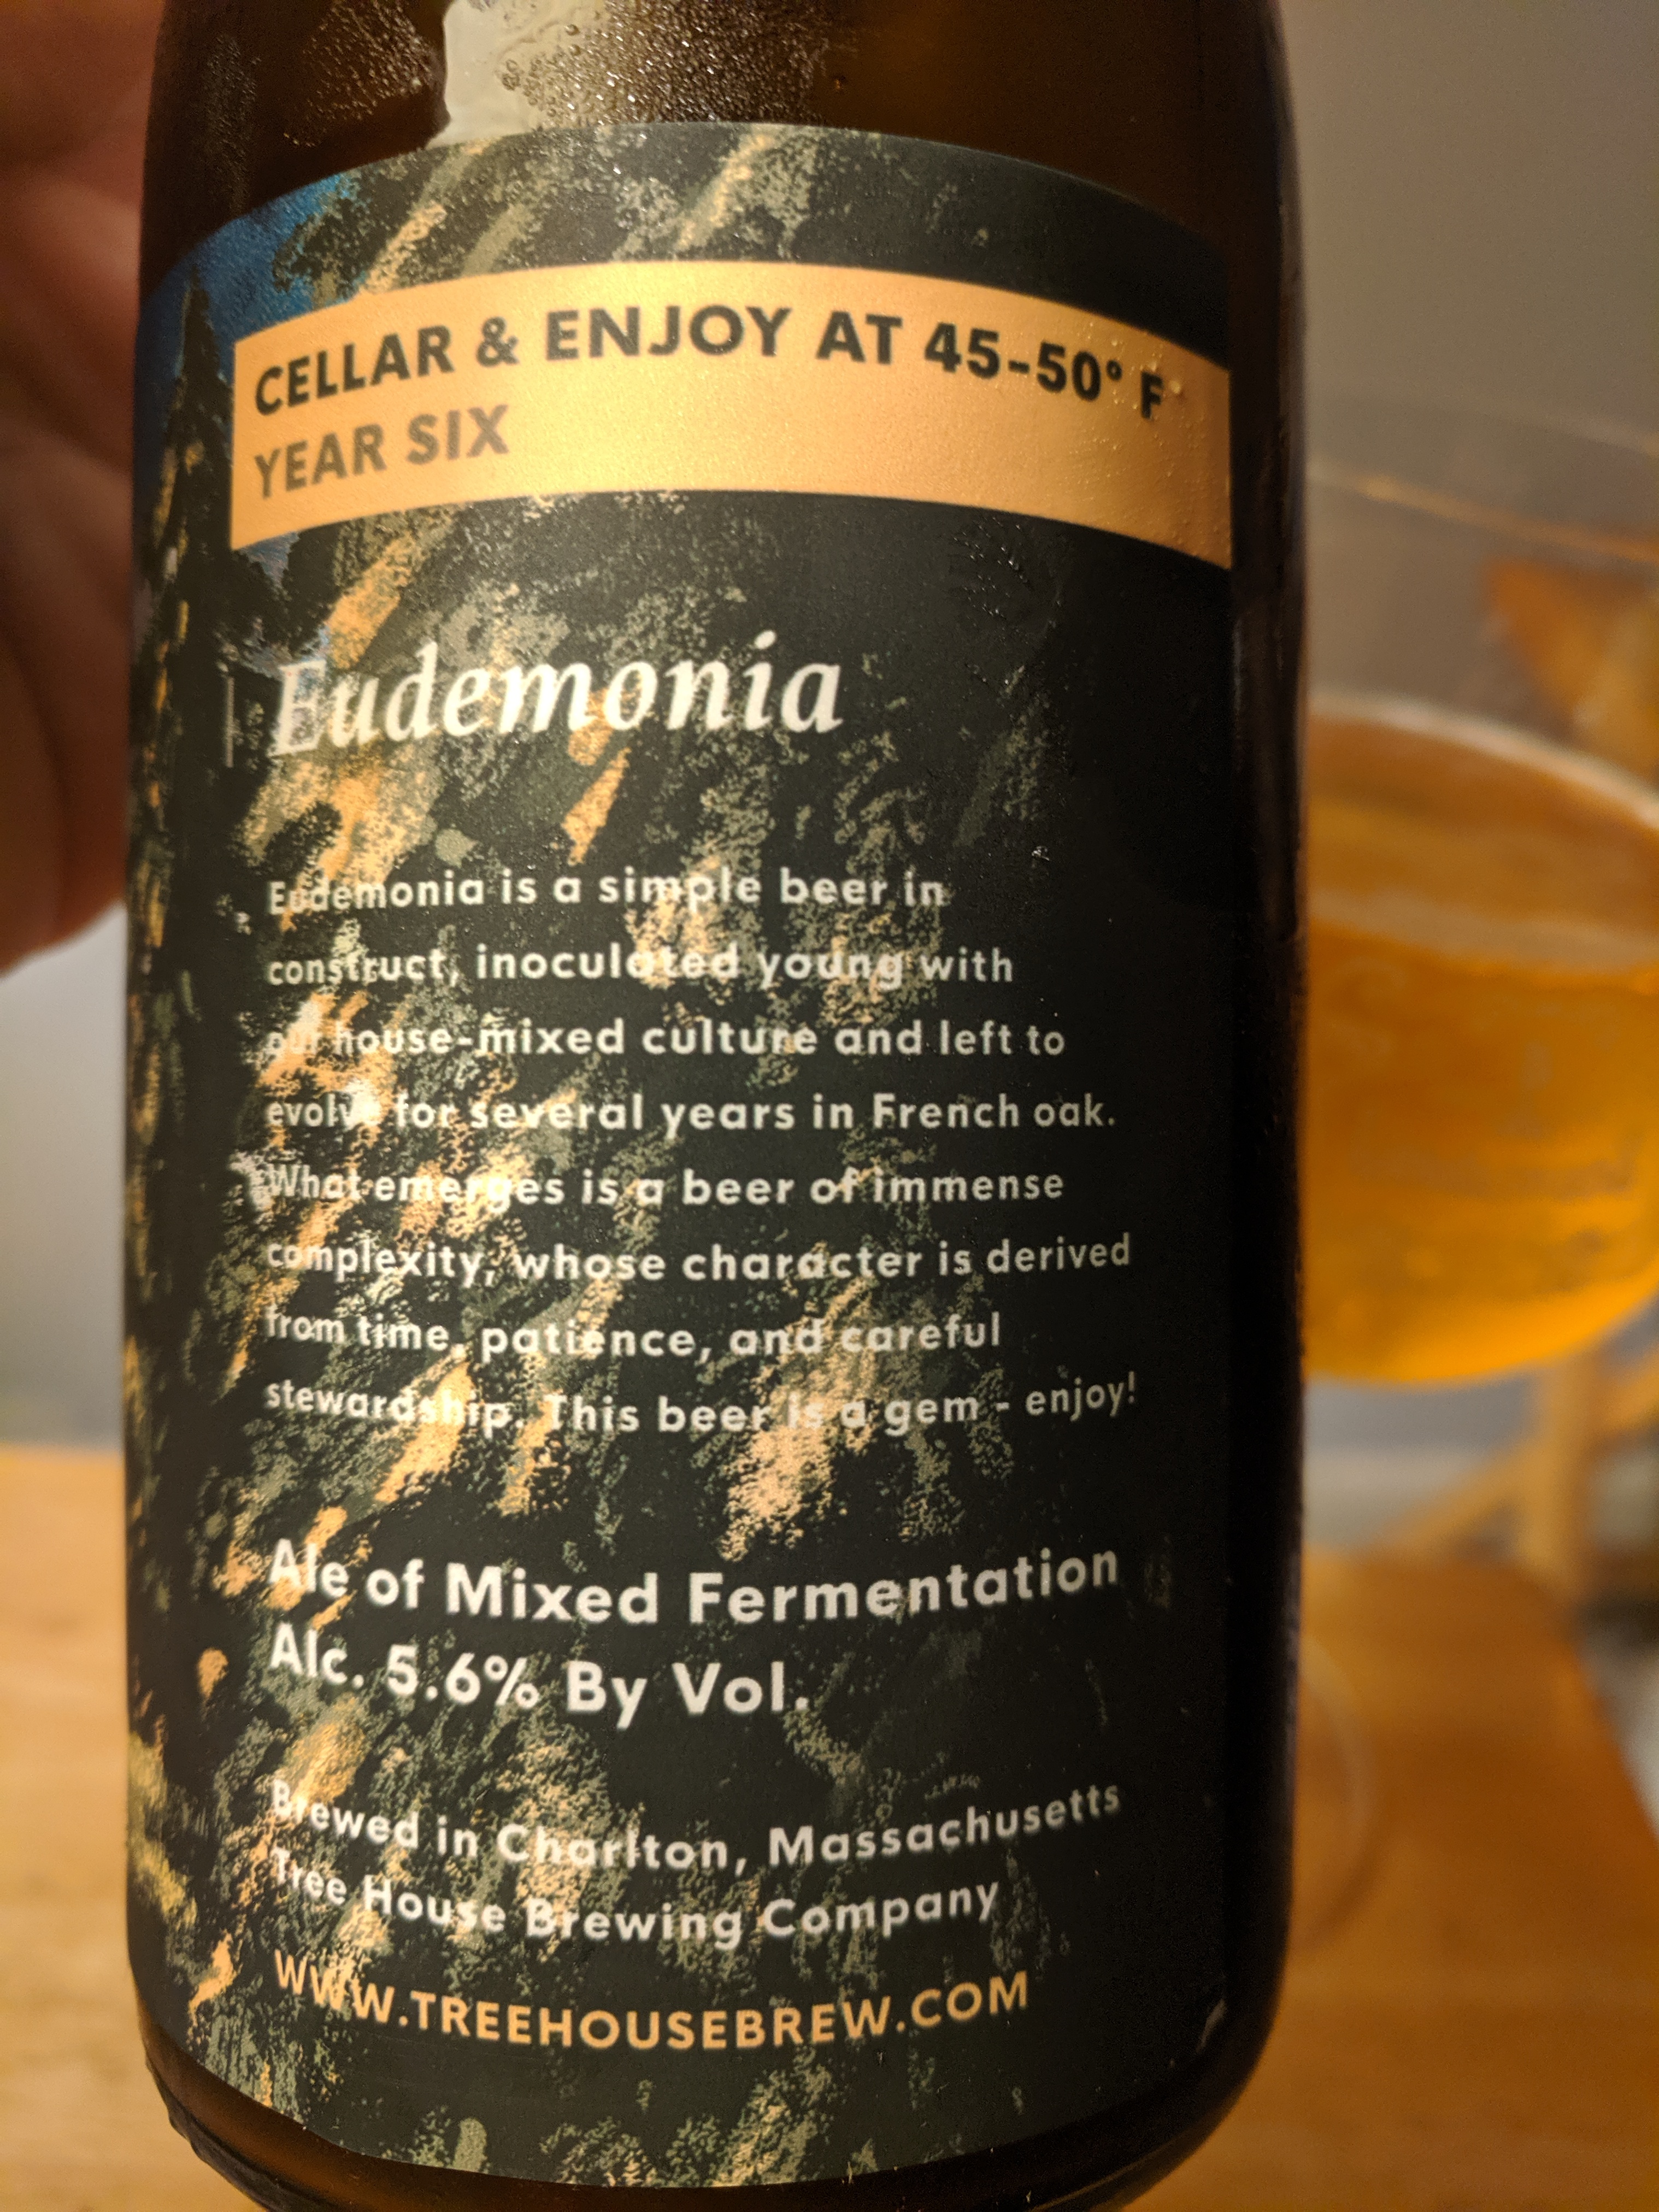 CELLAR & ENJOY AT 45-50° F
YEAR SIX
Eudemonia
Eudemonia is a simple beer in
construct, inoculated young with
our house-mixed culture and left to
evolve for several years in French oak.
What emerges is a beer of immense
complexity, whose character is derived
from time, patience, and careful
stewardship. This beer is a gem - enjoy!
Ale of Mixed Fermentation
Alc. 5.6% By Vol.
Brewed in Charlton, Massachusetts
Tree House Brewing Company
WWW.TREEHOUSEBREW.COM